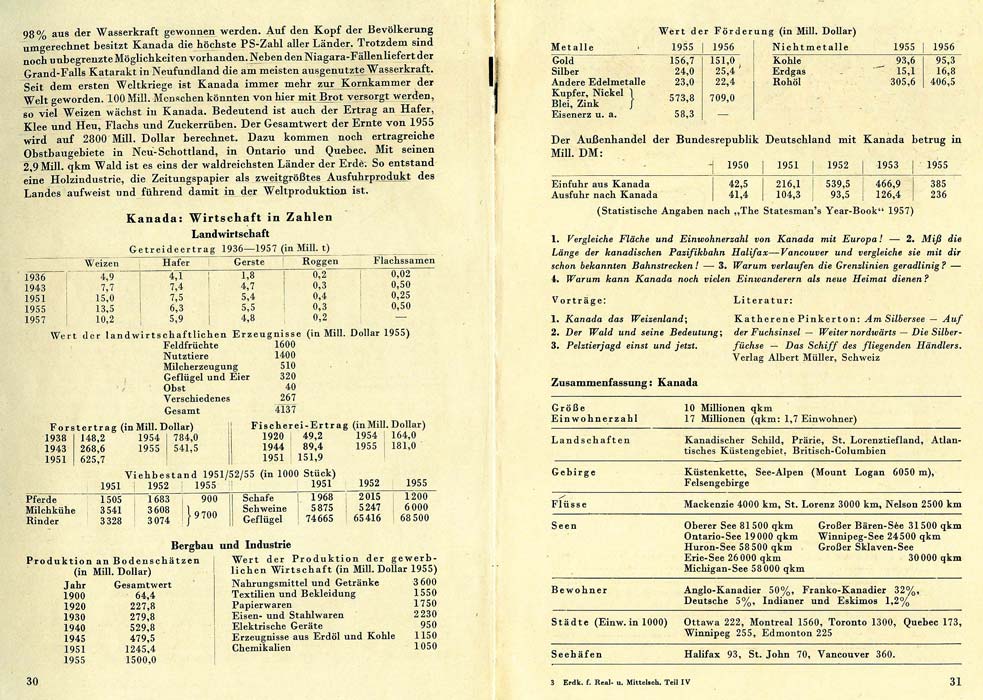 98% aus der Wasserkraft gewonnen werden. Auf den Kopf der Bevölkerung
umgerechnet besitzt Kanada die höchste PS-Zahl aller Länder. Trotzdem sind
noch unbegrenzte Möglichkeiten vorhanden. Neben den Niagara-Fällen liefert der
Grand-Falls Katarakt in Neufundland die am meisten ausgenutzte Wasserkraft.
Seit dem ersten Weltkriege ist Kanada immer mehr zur Kornkammer der
Welt geworden. 100 Mill. Menschen könnten von hier mit Brot versorgt werden,
so viel Weizen wächst in Kanada. Bedeutend ist auch der Ertrag an Hafer,
Klee und Heu, Flachs und Zuckerrüben. Der Gesamtwert der Ernte von 1955
wird auf 2800 Mill. Dollar berechnet. Dazu kommen noch ertragreiche
Obstbaugebiete in Neu-Schottland, in Ontario und Quebec. Mit seinen
2,9 Mill. qkm Wald ist es eins der waldreichsten Länder der Erde. So entstand
eine Holzindustrie, die Zeitungspapier als zweitgrößtes Ausfuhrprodukt des
Landes aufweist und führend damit in der Weltproduktion ist.
Kanada: Wirtschaft in Zahlen
Landwirtschaft
Getreideertrag 1936—1957 (in Mill. t)
Weizen Hafer Gerste Roggen Flachssamen
1936 4,9 4,1 1,8 0,2 0,02
1943 7,7 7,4 4,7 0,3 0,50
1951 15,0 7,5 5,4 0,4 0,25
1955 13,5 6,3 5,5 0,3 0,50
1957 10,2 5,9 4,8 0,2 —
Wert der landwirtschaftlichen Erzeugnisse (in Mill. Dollar 1955)
Feldfrüchte 1600
Nutztiere 1400
Milcherzeugung 510
Geflügel und Eier 320
Obst 40
Verschiedenes 267
Gesamt 4137
Forstertrag (in Mill. Dollar)
1938 148,2 1954 784,0
1943 268,6 1955 541,5
1951 625,7
Fischerei-Ertrag (in Mill. Dollar)
1920 49,2 1954 164,0
1944 89,4 1955 181,0
1951 151,9
Viehbestand 1951/52/55 (in 1000 Stück)
1951 1952 1955 1951 1952 1955
Pferde 1505 1683 900 Schafe 1968 2015 1200
Milchkühe 3541 3608 } 9700 Schweine 5875 5247 6000
Rinder 3328 3074 Geflügel 74665 65416 68500
Bergbau und Industrie
Produktion an Bodenschätzen
(in Mill. Dollar)
Jahr Gesamtwert
1900 64,4
1920 227,8
1930 279,8
1940 529,8
1945 479,5
1951 1245,4
1955 1500,0
Wert der Produktion der gewerb-
lichen Wirtschaft (in Mill. Dollar 1955)
Nahrungsmittel und Getränke 3600
Textilien und Bekleidung 1550
Papierwaren 1750
Eisen- und Stahlwaren 2230
Elektrische Geräte 950
Erzeugnisse aus Erdöl und Kohle 1150
Chemikalien 1050
30
Wert der Förderung (in Mill. Dollar)
Metalle 1955 1956 Nichtmetalle 1955 1956
Gold 156,7 151,0 Kohle 93,6 95,3
Silber 24,0 25,4 Erdgas 15,1 16,8
Andere Edelmetalle 23,0 22,4 Rohöl 305,6 406,5
Kupfer, Nickel
Blei, Zink } 573,8 709,0
Eisenerz u. a. 58,3 —
Der Außenhandel der Bundesrepublik Deutschland mit Kanada betrug in
Mill. DM:
1950 1951 1952 1953 1955
Einfuhr aus Kanada 42,5 216,1 539,5 466,9 385
Ausfuhr nach Kanada 41,4 104,3 93,5 126,4 236
(Statistische Angaben nach „The Statesman's Year-Book“ 1957)
1. Vergleiche Fläche und Einwohnerzahl von Kanada mit Europa! — 2. Miß die
Länge der kanadischen Pazifikbahn Halifax—Vancouver und vergleiche sie mit dir
schon bekannten Bahnstrecken! — 3. Warum verlaufen die Grenzlinien geradlinig? —
4. Warum kann Kanada noch vielen Einwanderern als neue Heimat dienen?
Vorträge:
1. Kanada das Weizenland;
2. Der Wald und seine Bedeutung;
3. Pelztierjagd einst und jetzt.
Literatur:
Katherene Pinkerton: Am Silbersee — Auf
der Fuchsinsel — Weiter nordwärts — Die Silber-
füchse — Das Schiff des fliegenden Händlers.
Verlag Albert Müller, Schweiz
Zusammenfassung: Kanada
Größe 10 Millionen qkm
Einwohnerzahl 17 Millionen (qkm: 1,7 Einwohner)
Landschaften Kanadischer Schild, Prärie, St. Lorenztiefland, Atlan-
tisches Küstengebiet, Britisch-Columbien
Gebirge Küstenkette, See-Alpen (Mount Logan 6050 m),
Felsengebirge
Flüsse Mackenzie 4000 km, St. Lorenz 3000 km, Nelson 2500 km
Seen Oberer See 81500 qkm Großer Bären-See 31500 qkm
Ontario-See 19000 qkm Winnipeg-See 24500 qkm
Huron-See 58500 qkm Großer Sklaven-See
Erie-See 26000 qkm 30000 qkm
Michigan-See 58000 qkm
Bewohner Anglo-Kanadier 50%, Franko-Kanadier 32%,
Deutsche 5%, Indianer und Eskimos 1,2%
Städte (Einw. in 1000) Ottawa 222, Montreal 1560, Toronto 1300, Quebec 173,
Winnipeg 255, Edmonton 225
Seehäfen Halifax 93, St. John 70, Vancouver 360.
3 Erdk. f. Real- u. Mittelsch. Teil IV
31